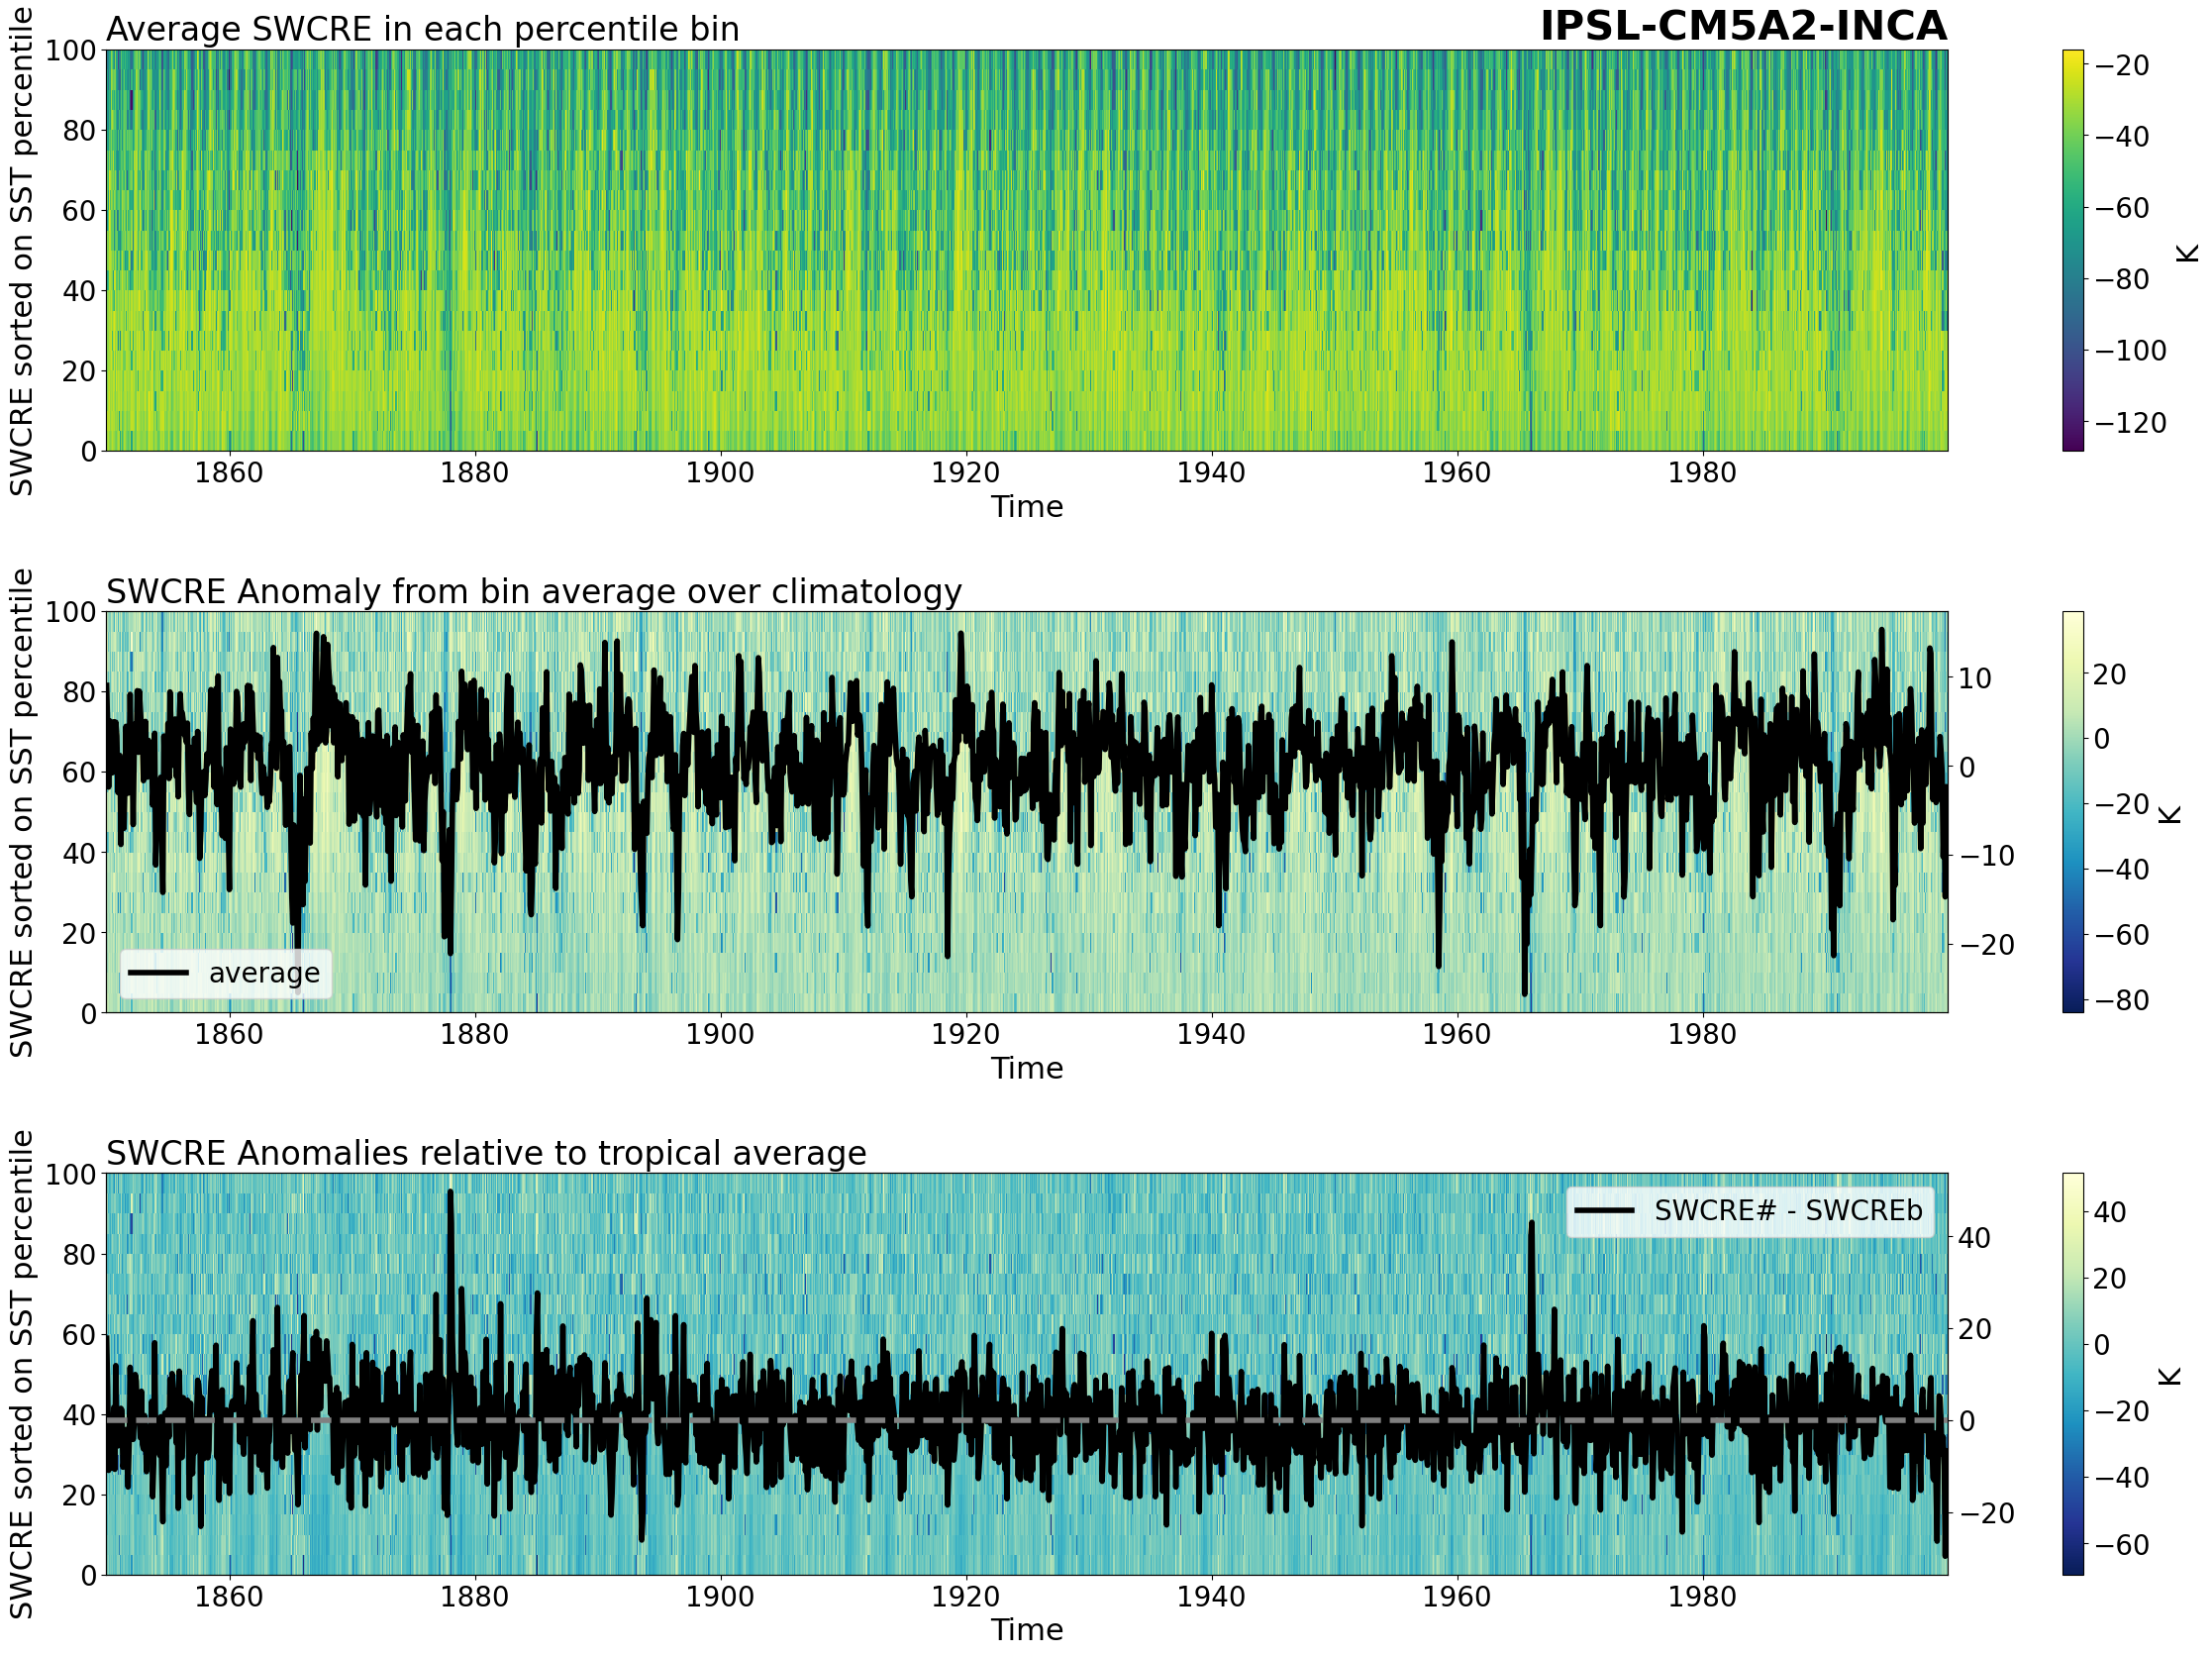 Average SWCRE in each percentile bin
IPSL-CM5A2-INCA
SWCRE sorted on SST percentile
100
80
60
40
20
0
1860 1880 1900 1920 1940 1960 1980
Time
−20
−40
−60
−80
−100
−120
K
SWCRE Anomaly from bin average over climatology
SWCRE sorted on SST percentile
100
80
60
40
20
0
average
1860 1880 1900 1920 1940 1960 1980
Time
10
0
−10
−20
20
0
−20
−40
−60
−80
K
SWCRE Anomalies relative to tropical average
SWCRE sorted on SST percentile
100
80
60
40
20
0
SWCRE# - SWCREb
1860 1880 1900 1920 1940 1960 1980
Time
40
20
0
−20
40
20
0
−20
−40
−60
K